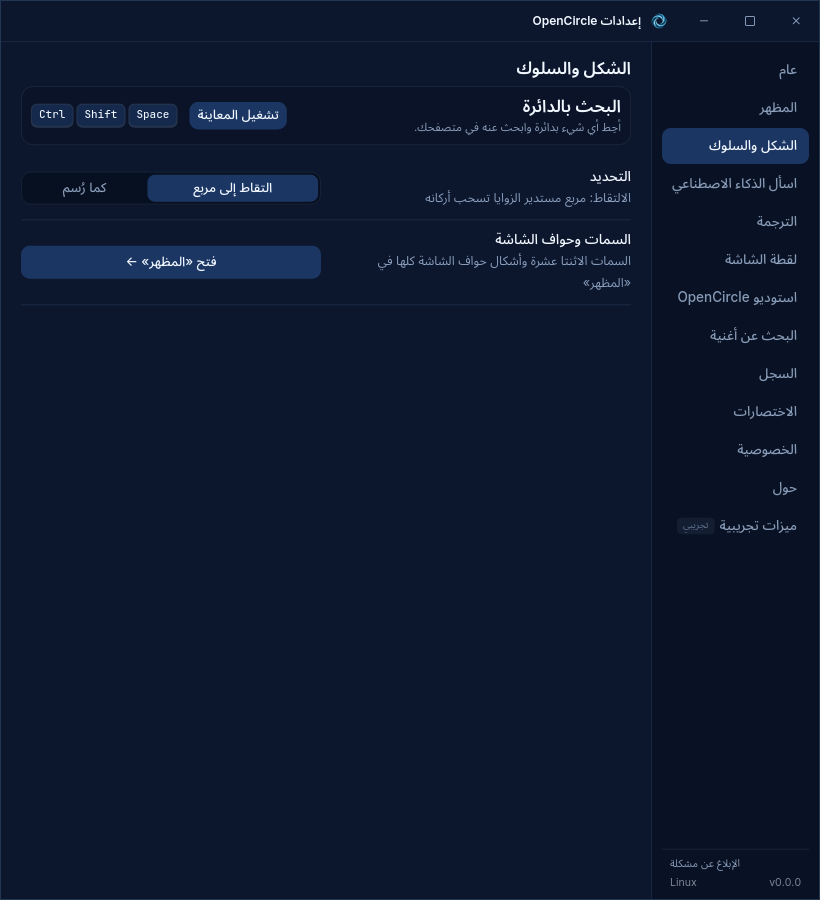 إعدادات OpenCircle
عام
المظهر
الشكل والسلوك
اسأل الذكاء الاصطناعي
الترجمة
لقطة الشاشة
استوديو OpenCircle
البحث عن أغنية
السجل
الاختصارات
الخصوصية
حول
ميزات تجريبية تجريبي
الإبلاغ عن مشكلة
v0.0.0 Linux
الشكل والسلوك
البحث بالدائرة
أحِط أي شيء بدائرة وابحث عنه في متصفحك.
تشغيل المعاينة
Ctrl Shift Space
التحديد
الالتقاط: مربع مستدير الزوايا تسحب أركانه
التقاط إلى مربع
كما رُسم
السمات وحواف الشاشة
السمات الاثنتا عشرة وأشكال حواف الشاشة كلها في
«المظهر»
فتح «المظهر» ←